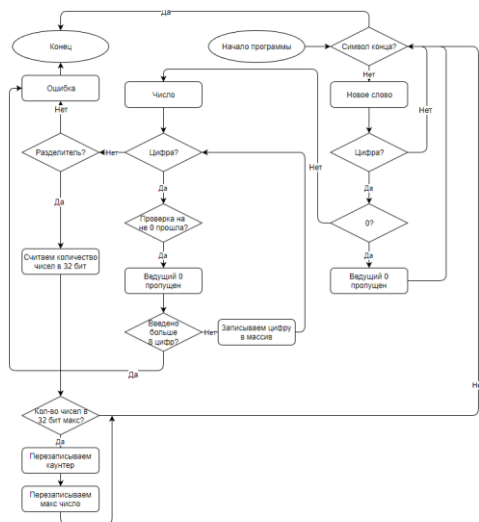 Да
Конец
Начало программы
Символ конца?
Нет
Ошибка
Число
Новое слово
Нет
Разделитель?
Нет
Цифра?
Нет
Цифра?
Да
Да
Да
Проверка на
не 0 прошла?
0?
Да
Да
Считаем количество
чисел в 32 бит
Ведущий 0
пропущен
Ведущий 0
пропущен
Введено
больше
8 цифр?
Нет
Записываем цифру
в массив
Да
Кол-во чисел в
32 бит макс?
Да
Перезаписываем
каунтер
Перезаписываем
макс число